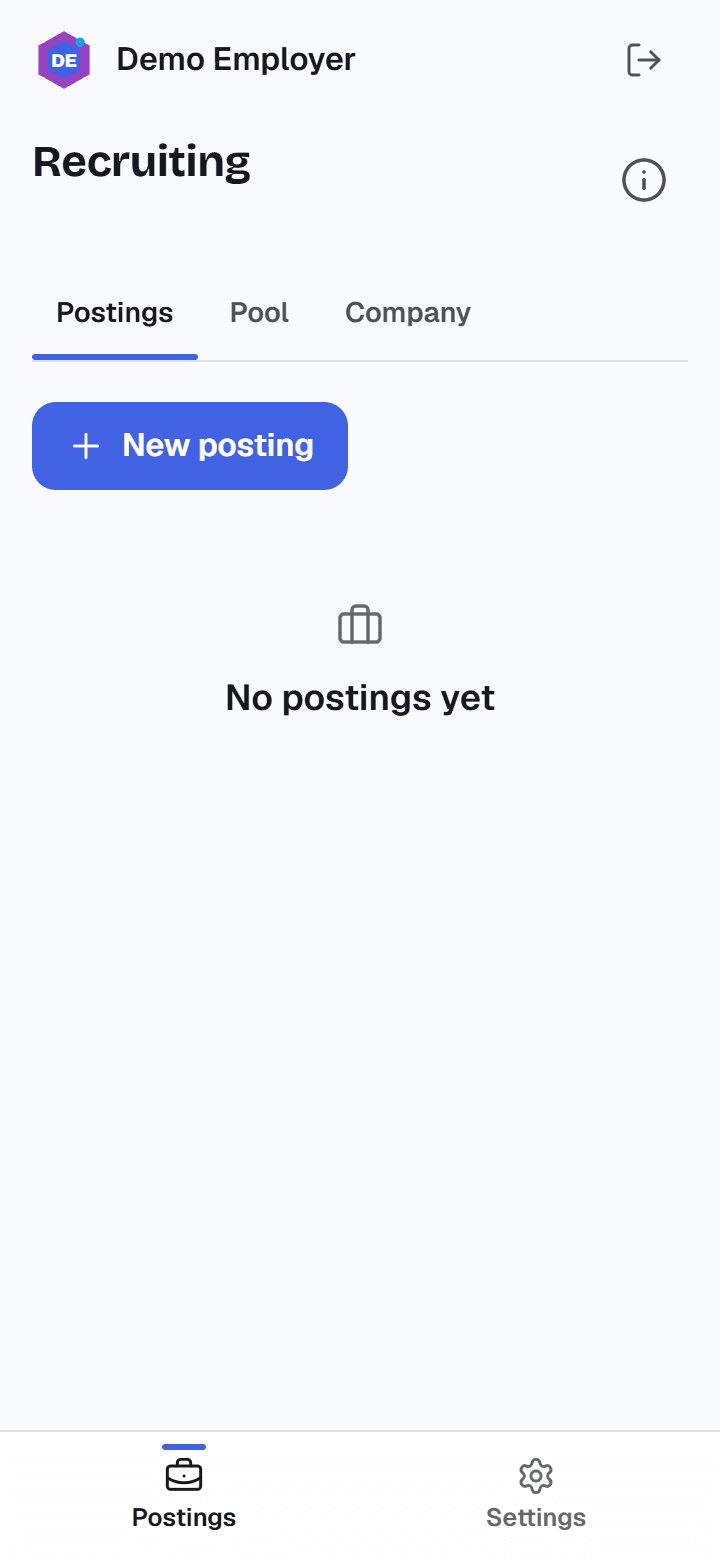 DE
Demo Employer
Recruiting
Postings Pool Company
New posting
No postings yet
Postings Settings